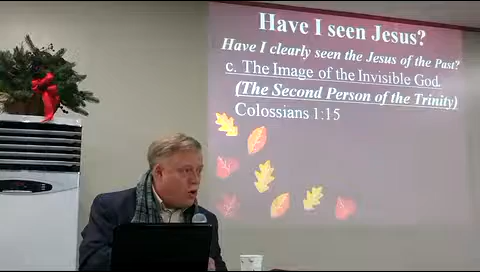 Have I seen Jesus?
Have I clearly seen the Jesus of the Past?
c. The Image of the Invisible God.
(The Second Person of the Trinity)
Colossians 1:15